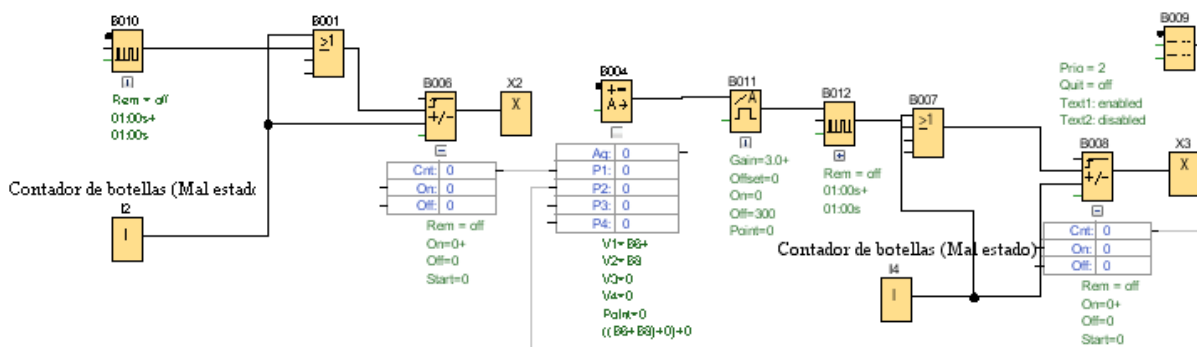 B010
Rem = off
01:00s+
01:00s
B001
≥1
B006
+/-
Cnt: 0
On: 0
Off: 0
Rem = off
On=0+
Off=0
Start=0
X2
X
Contador de botellas (Mal estado
I2
I
B004
+=
A→
Aq: 0
P1: 0
P2: 0
P3: 0
P4: 0
V1=B6+
V2=B8
V3=0
V4=0
Point=0
((B6+B8)+0)+0
B011
/A
Gain=3.0+
Offset=0
On=0
Off=300
Point=0
B012
Rem = off
01:00s+
01:00s
B007
≥1
B009
Prio = 2
Quit = off
Text1: enabled
Text2: disabled
B008
+/-
Cnt: 0
On: 0
Off: 0
Rem = off
On=0+
Off=0
Start=0
X3
X
Contador de botellas (Mal estado)
I4
I